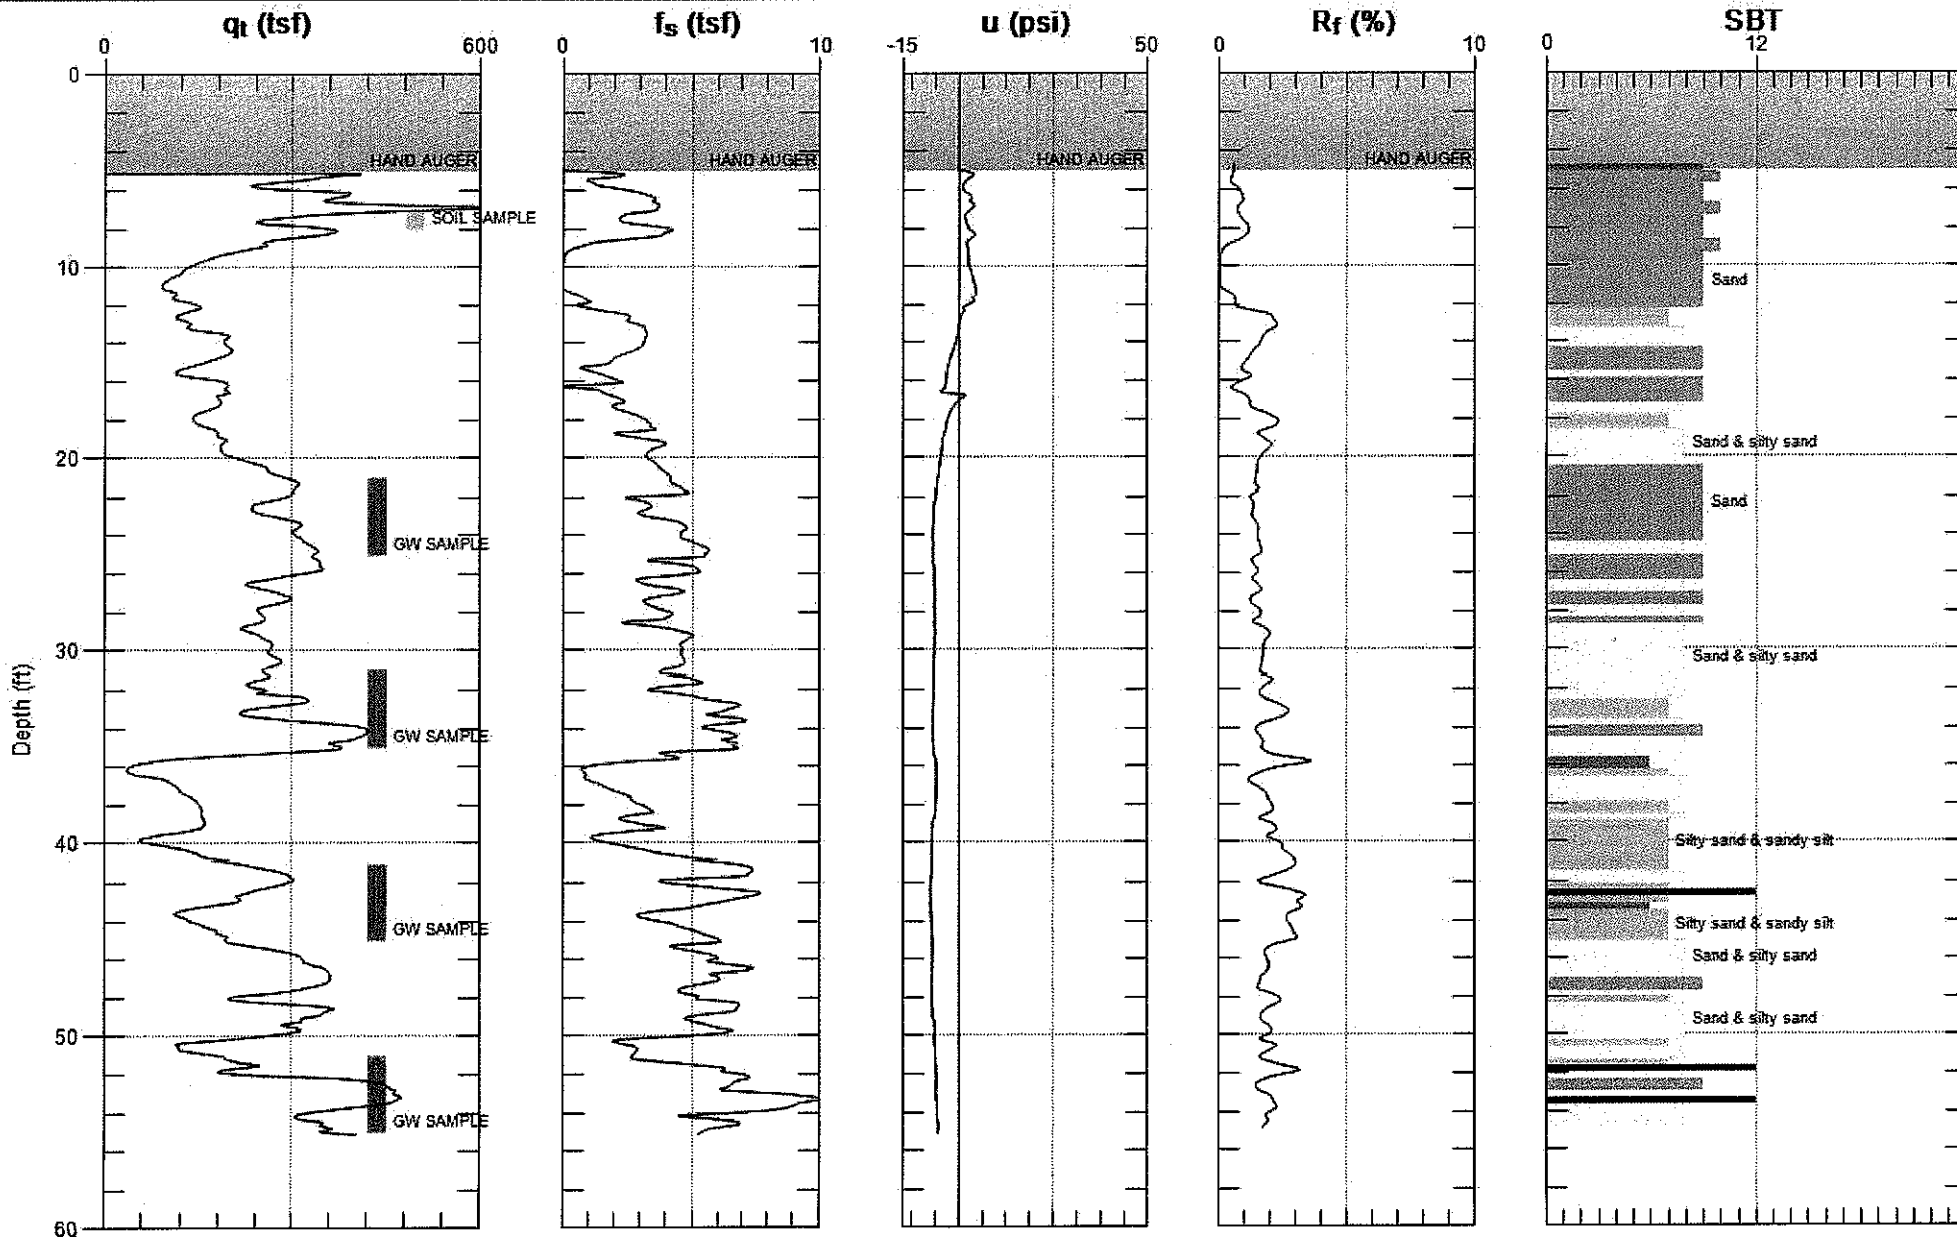 qt (tsf) fs (tsf) u (psi) Rf (%) SBT
0 600 0 10 -15 50 0 10 0 12
0
HAND AUGER HAND AUGER HAND AUGER HAND AUGER
SOIL SAMPLE
10
Sand
Sand & silty sand
20
Sand
GW SAMPLE
30
Sand & silty sand
Depth (ft)
GW SAMPLE
40
Silty sand & sandy silt
Silty sand & sandy silt
GW SAMPLE
Sand & silty sand
Sand & silty sand
50
GW SAMPLE
60